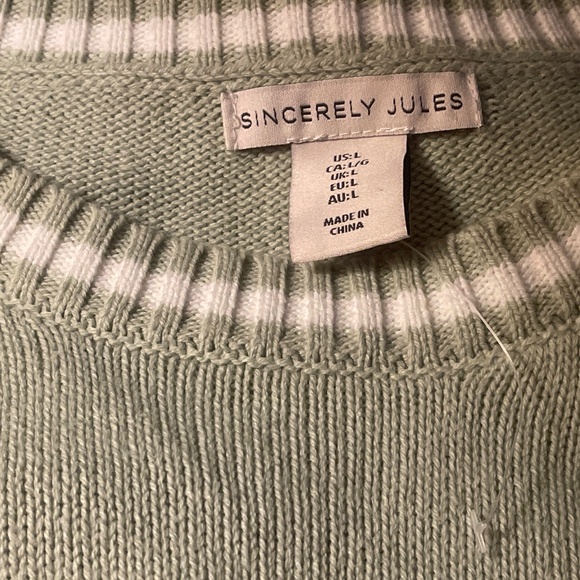 SINCERELY JULES
US: L
CA: L/G
UK: L
EU: L
AU: L
MADE IN
CHINA